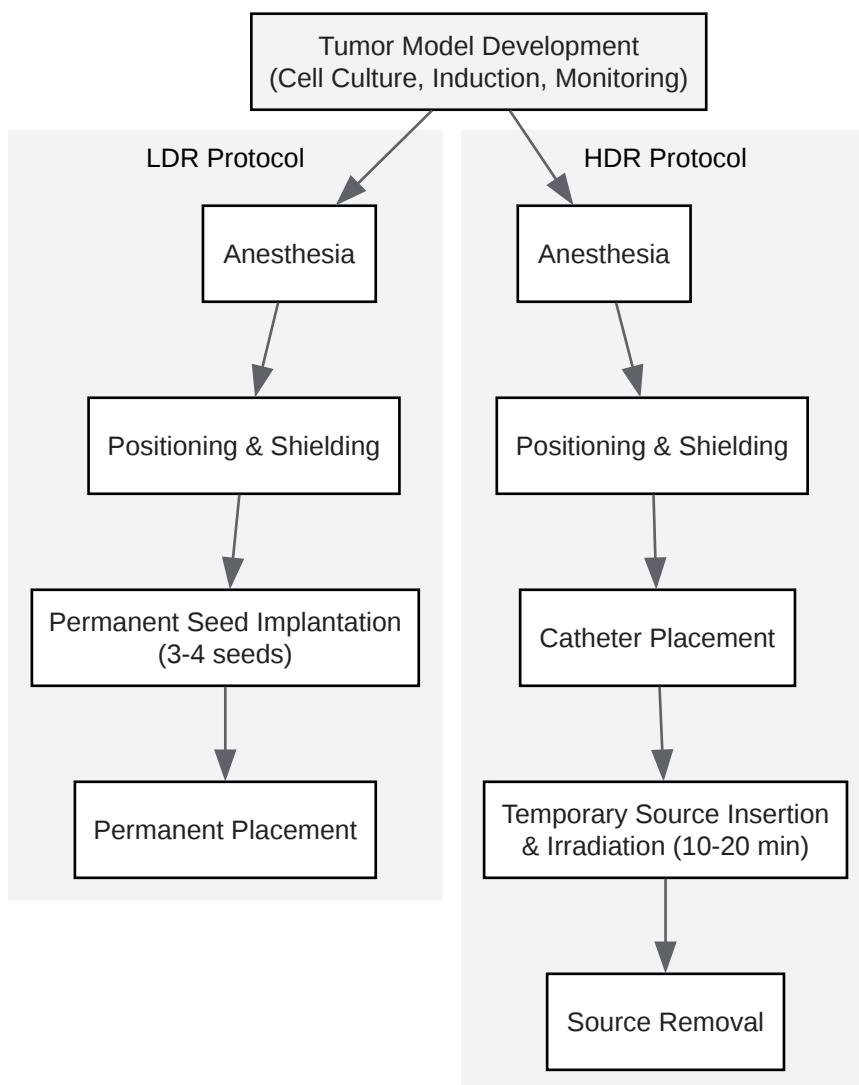 Tumor Model Development
(Cell Culture, Induction, Monitoring)
LDR Protocol
Anesthesia
Positioning & Shielding
Permanent Seed Implantation
(3-4 seeds)
Permanent Placement
HDR Protocol
Anesthesia
Positioning & Shielding
Catheter Placement
Temporary Source Insertion
& Irradiation (10-20 min)
Source Removal